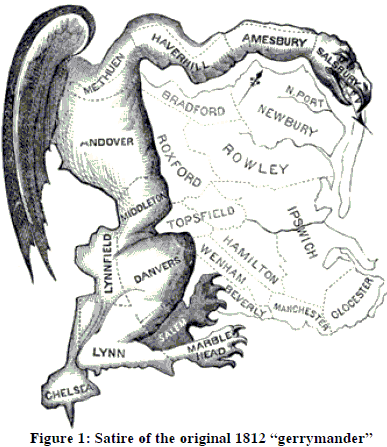 AMESBURY
HAVERHILL
SALSBURY
METHUEN
N.PORT
BRADFORD
NEWBURY
ANDOVER
ROXFORD
ROWLEY
MIDDLETON
TOPSFIELD
IPSWICH
LYNNFIELD
HAMILTON
WENHAM
DANVERS
BEVERLY
GLOCESTER
MANCHESTER
SALEM
LYNN
MARBLE
HEAD
CHELSEA
Figure 1: Satire of the original 1812 “gerrymander”